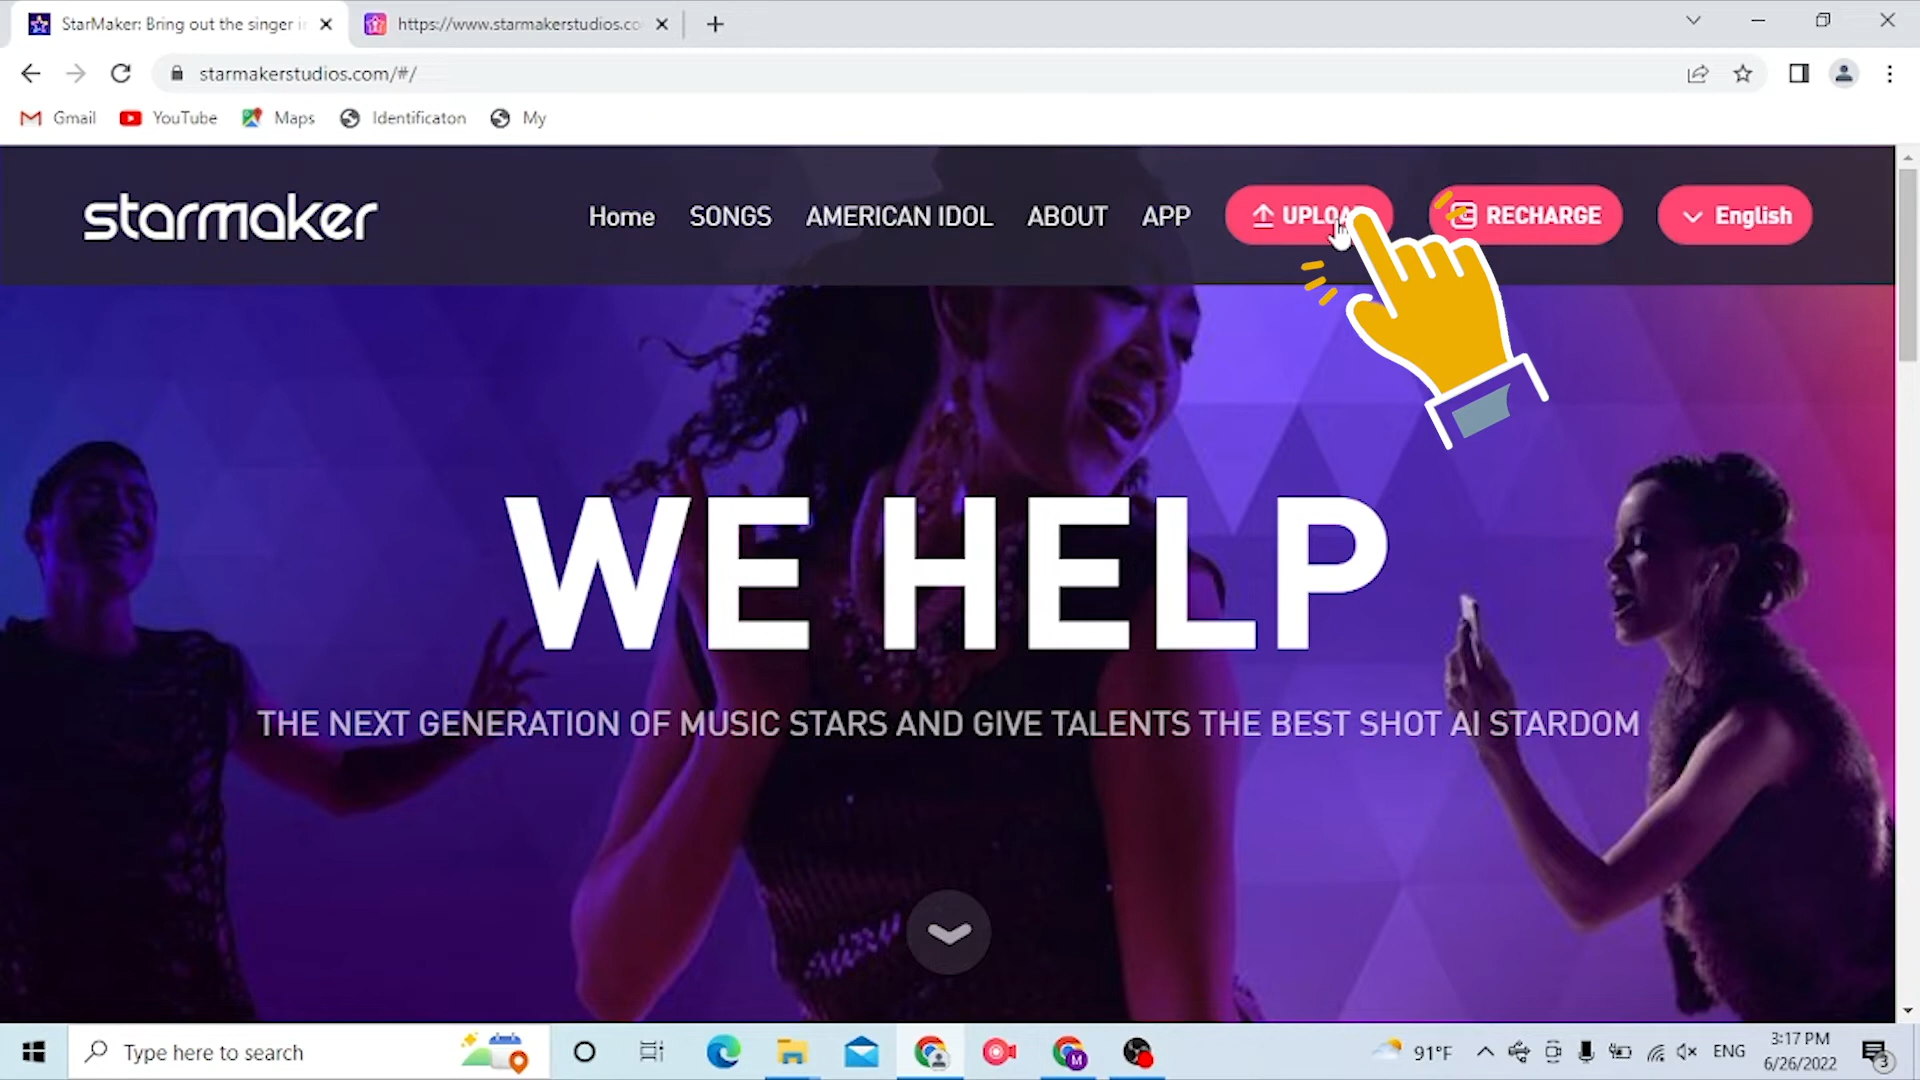 StarMaker: Bring out the singer i
https://www.starmakerstudios.co
starmakerstudios.com/#/
Gmail YouTube Maps Identificaton My
starmaker
Home SONGS AMERICAN IDOL ABOUT APP UPLOA RECHARGE English
WE HELP
THE NEXT GENERATION OF MUSIC STARS AND GIVE TALENTS THE BEST SHOT AI STARDOM
Type here to search
M
91°F
ENG
3:17 PM
6/26/2022
3